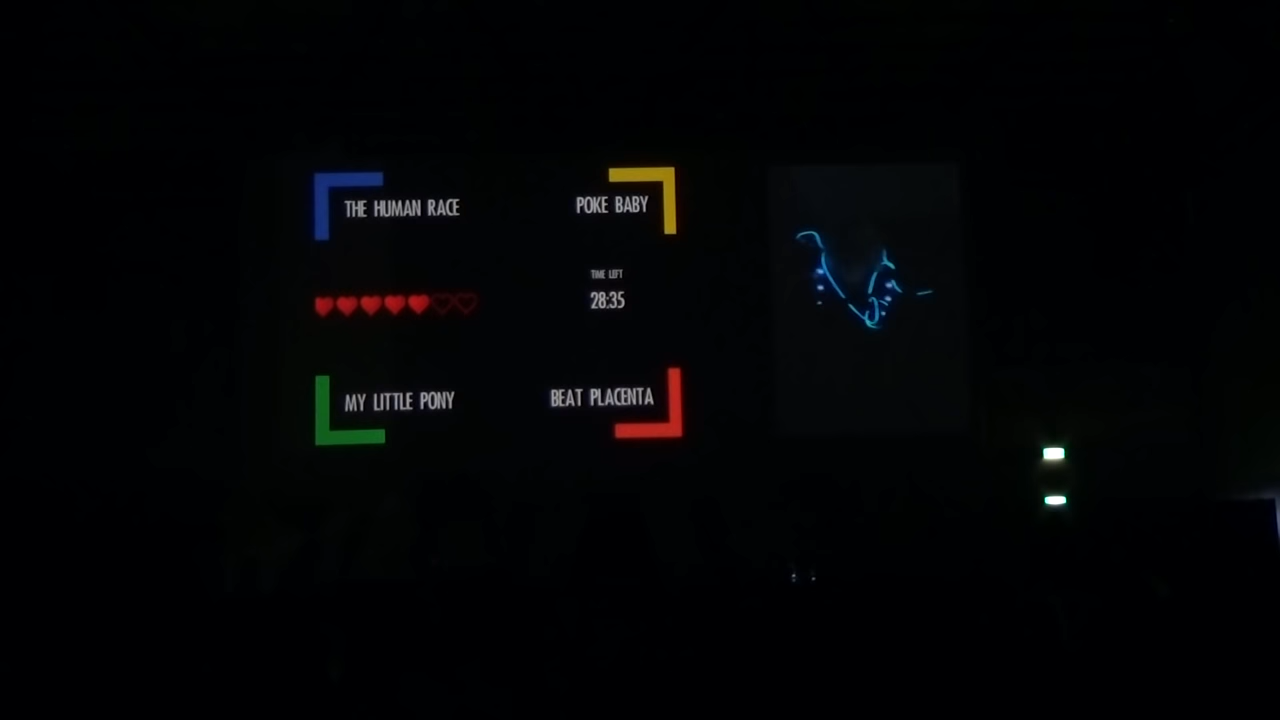 THE HUMAN RACE
POKE BABY
TIME LEFT
28:35
MY LITTLE PONY
BEAT PLACENTA